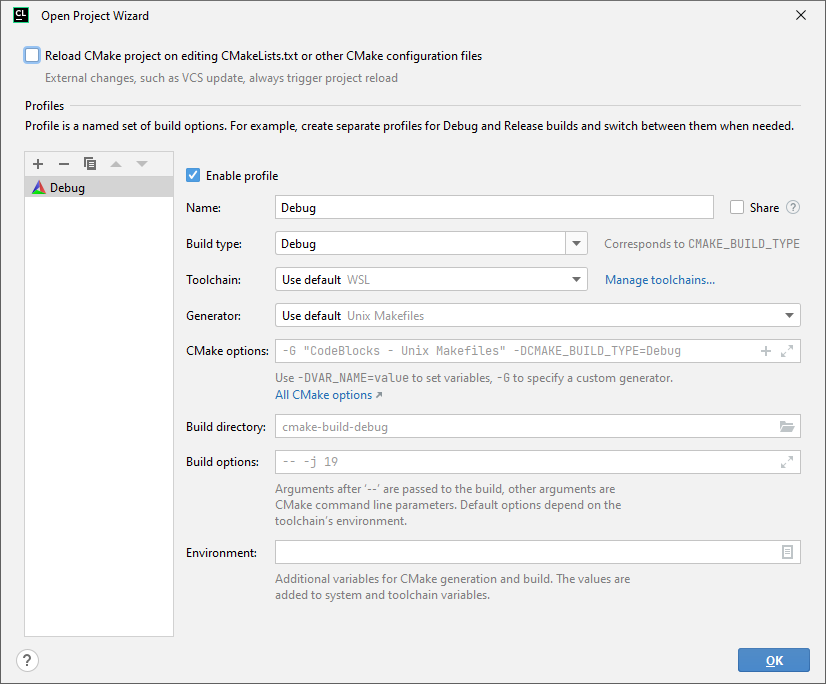 CL Open Project Wizard
Reload CMake project on editing CMakeLists.txt or other CMake configuration files
External changes, such as VCS update, always trigger project reload
Profiles
Profile is a named set of build options. For example, create separate profiles for Debug and Release builds and switch between them when needed.
Debug
Enable profile
Name: Debug Share ?
Build type: Debug Corresponds to CMAKE_BUILD_TYPE
Toolchain: Use default WSL Manage toolchains...
Generator: Use default Unix Makefiles
CMake options: -G "CodeBlocks - Unix Makefiles" -DCMAKE_BUILD_TYPE=Debug
Use -DVAR_NAME=value to set variables, -G to specify a custom generator.
All CMake options ↗
Build directory: cmake-build-debug
Build options: -- -j 19
Arguments after ‘--’ are passed to the build, other arguments are
CMake command line parameters. Default options depend on the
toolchain’s environment.
Environment:
Additional variables for CMake generation and build. The values are
added to system and toolchain variables.
? OK